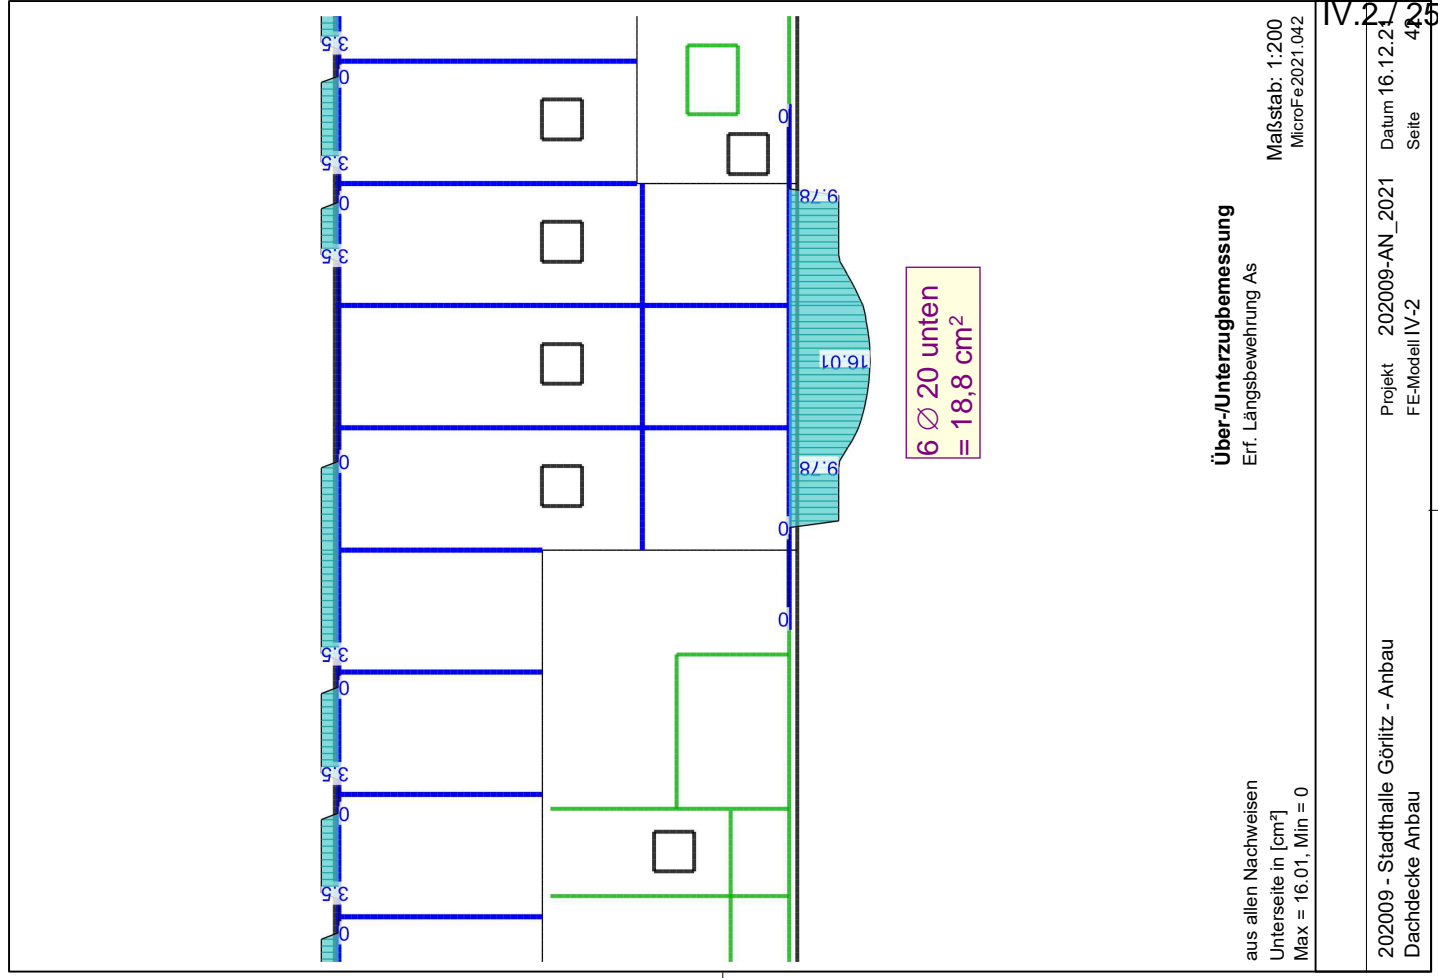 IV.2 / 25
3.5
0
3.5
0
3.5
0
3.5
0
3.5
0
3.5
0
0
9.78
16.01
9.78
0
0
6 ∅ 20 unten
= 18,8 cm²
Über-/Unterzugbemessung
Erf. Längsbewehrung As
Maßstab: 1:200
MicroFe 2021.042
aus allen Nachweisen
Unterseite in [cm²]
Max = 16.01, Min = 0
202009 - Stadthalle Görlitz - Anbau
Dachdecke Anbau
Projekt 202009-AN_2021
FE-Modell IV-2
Datum 16.12.21
Seite